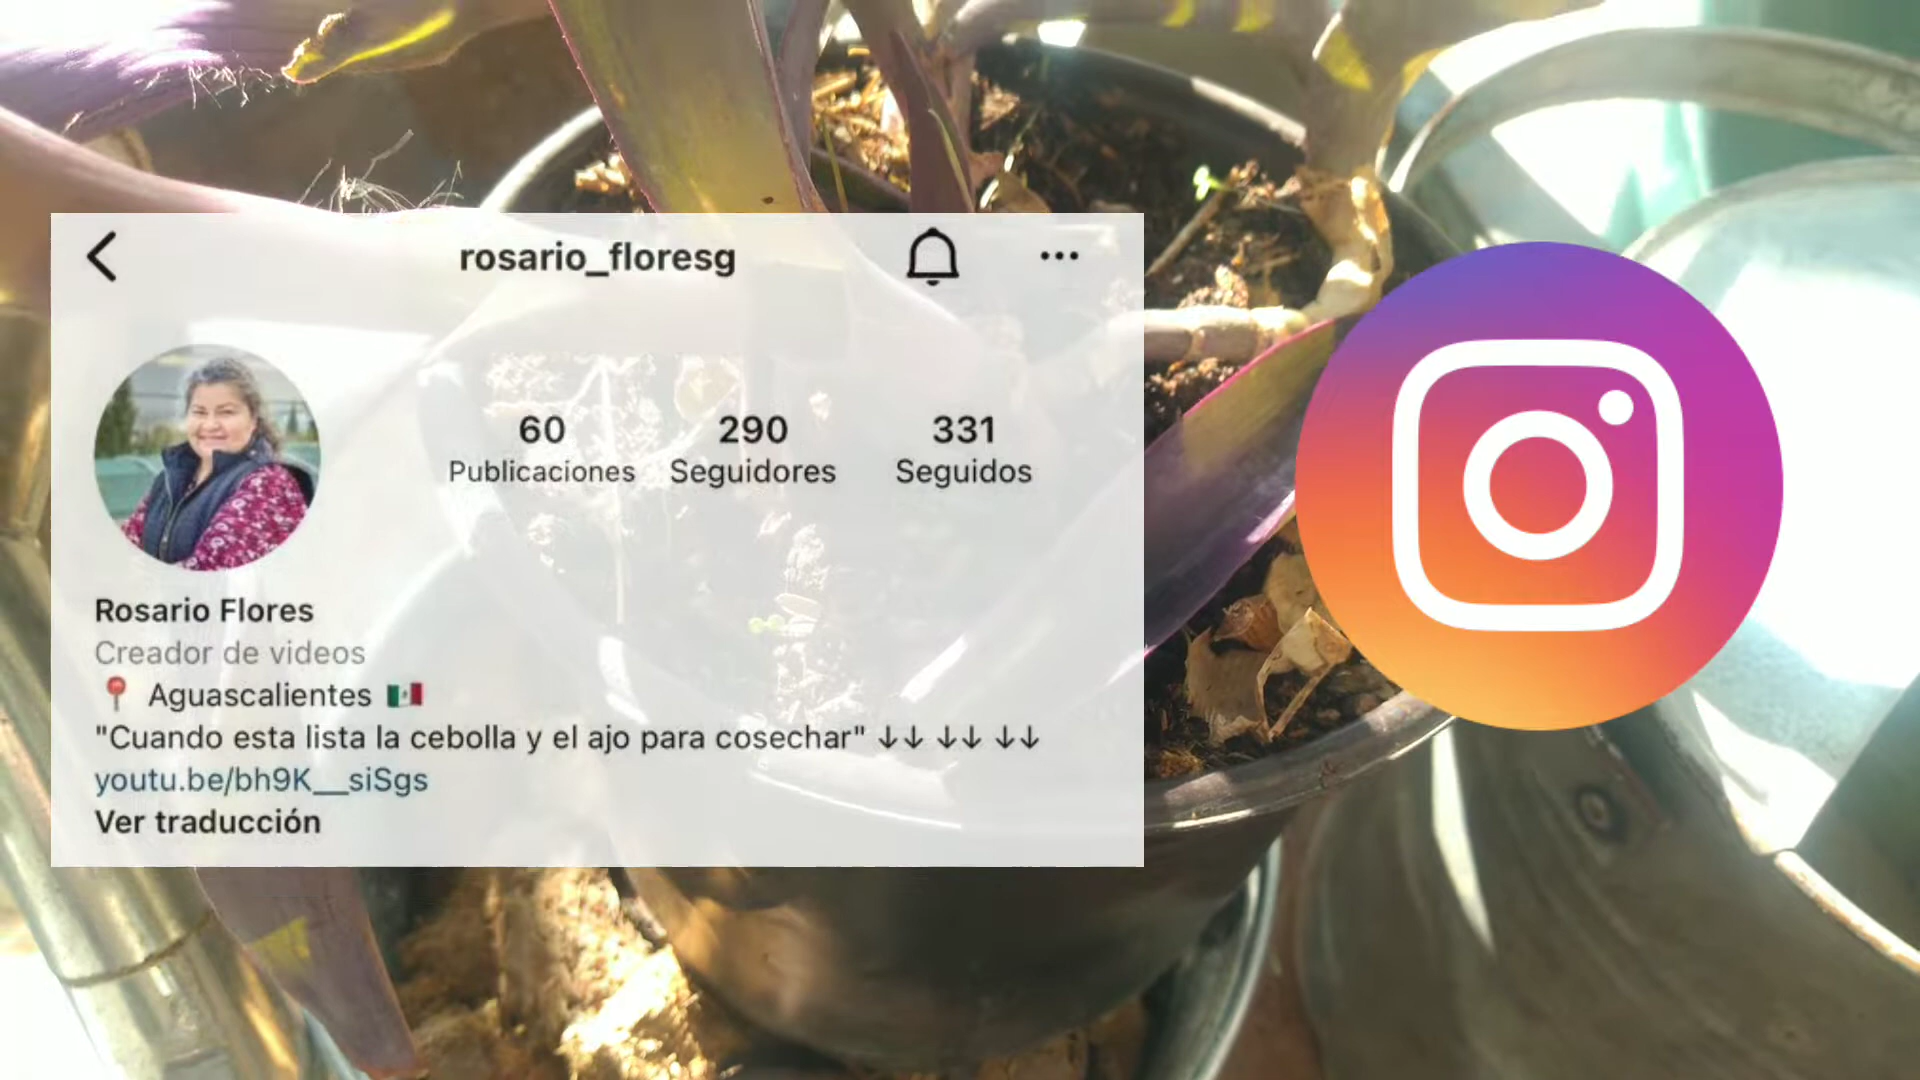 rosario_floresg
60 290 331
Publicaciones Seguidores Seguidos
Rosario Flores
Creador de videos
📍 Aguascalientes 🇲🇽
"Cuando esta lista la cebolla y el ajo para cosechar" ↓↓ ↓↓ ↓↓
youtu.be/bh9K__siSgs
Ver traducción